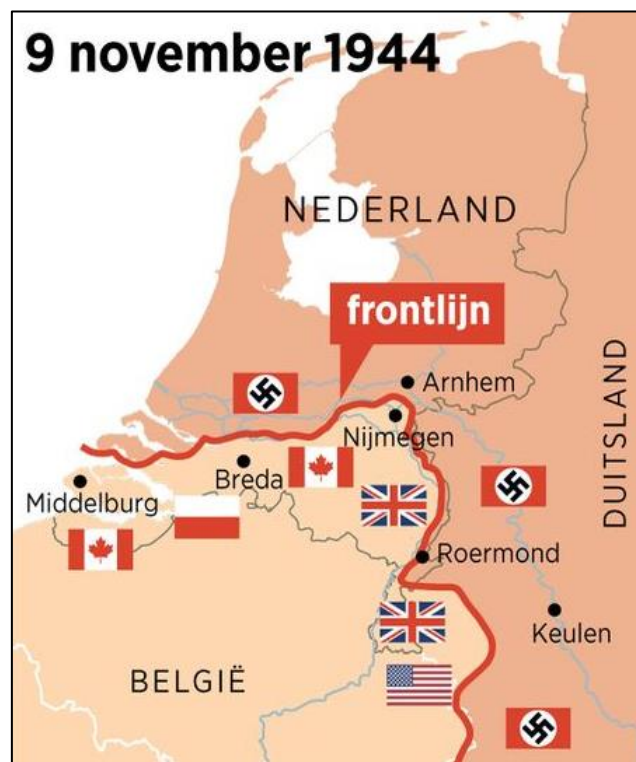 9 november 1944
NEDERLAND
frontlijn
Arnhem
Nijmegen
Breda
Middelburg
Roermond
Keulen
DUITSLAND
BELGIË